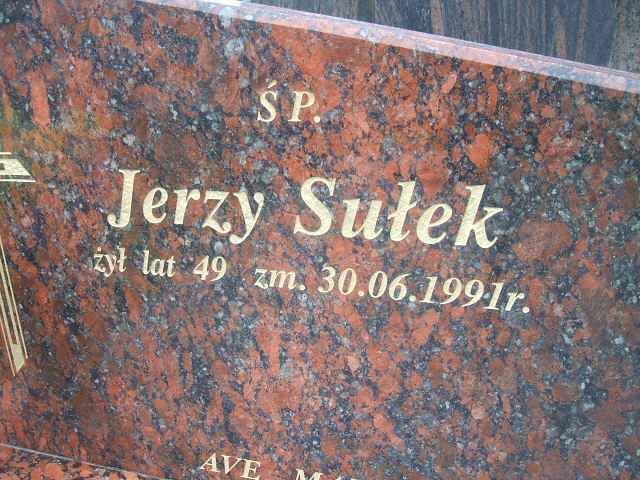 ŚP.
Jerzy Sułek
żył lat 49 zm. 30.06.1991r.
AVE